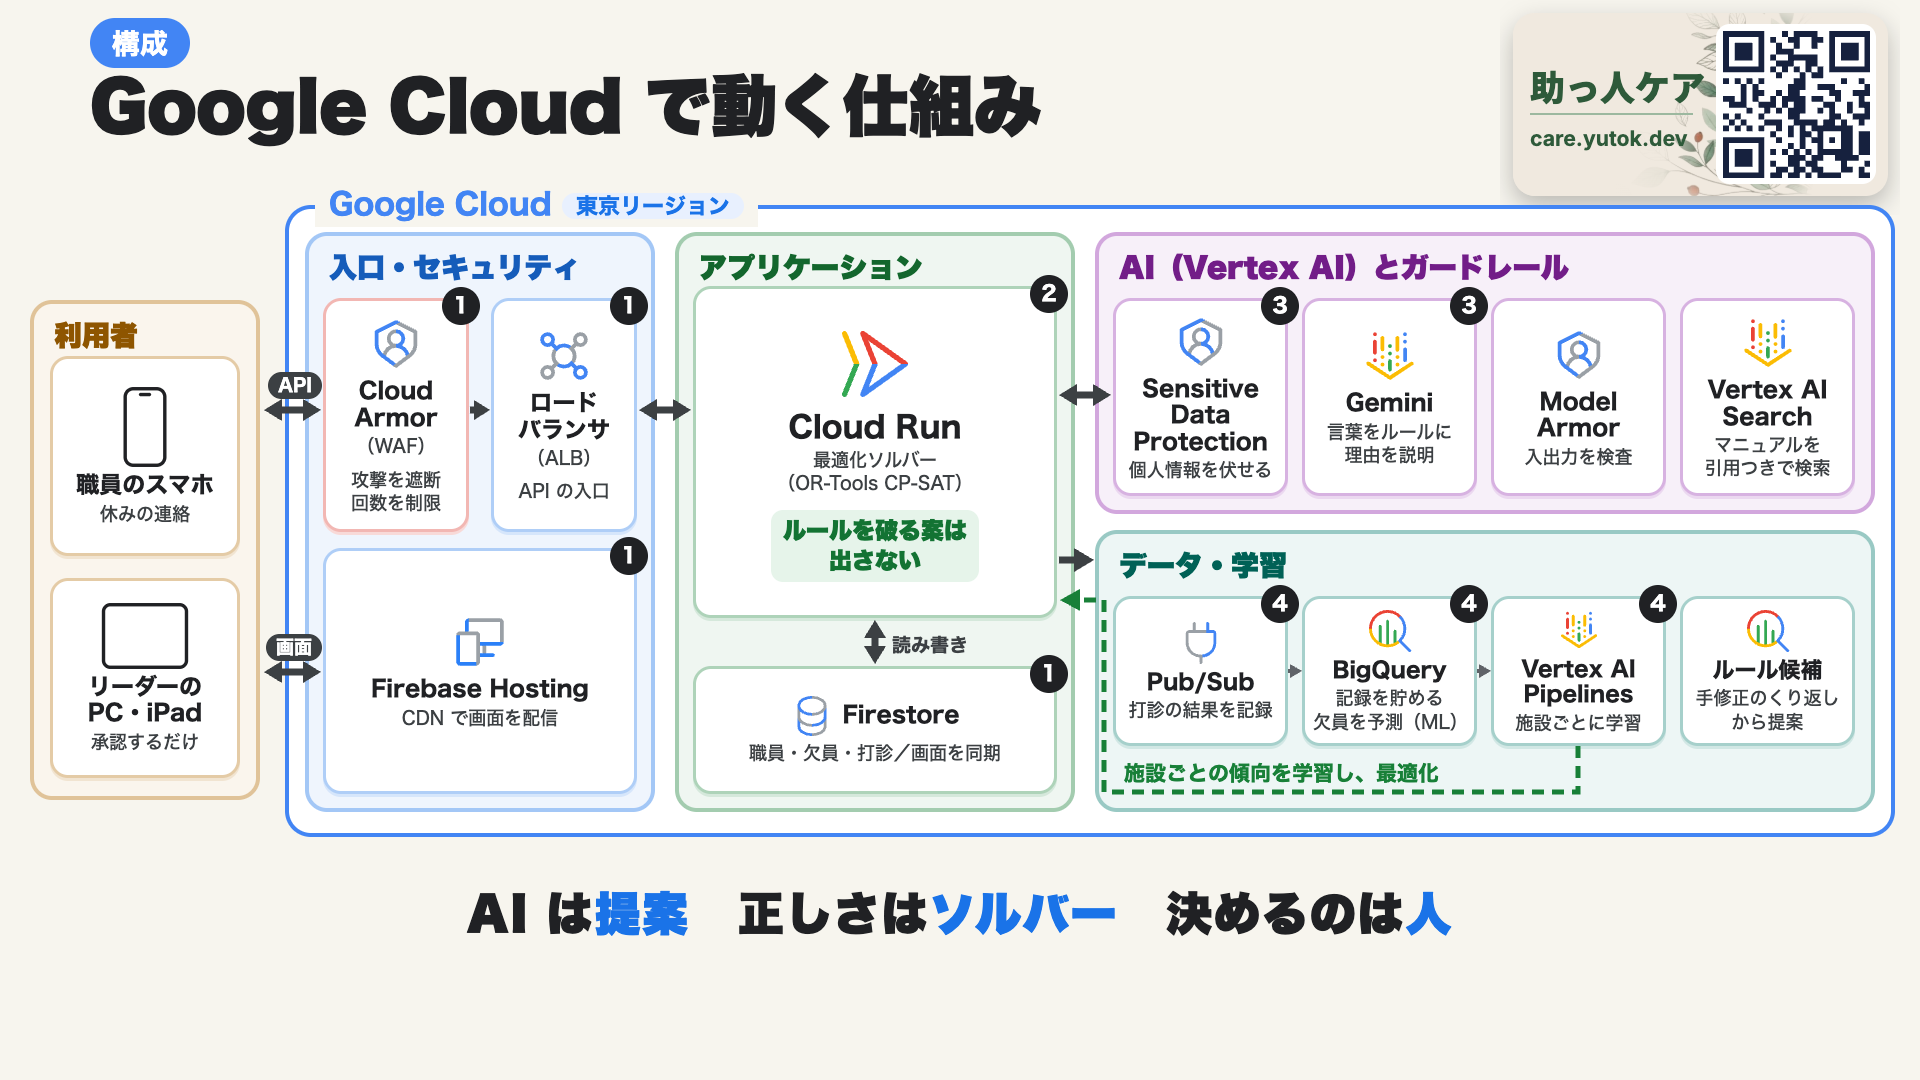 構成
Google Cloud で動く仕組み
助っ人ケア
care.yutok.dev
Google Cloud 東京リージョン
利用者
職員のスマホ
休みの連絡
リーダーの
PC・iPad
承認するだけ
API
画面
入口・セキュリティ
1
Cloud
Armor
（WAF）
攻撃を遮断
回数を制限
1
ロード
バランサ
（ALB）
API の入口
1
Firebase Hosting
CDN で画面を配信
アプリケーション
2
Cloud Run
最適化ソルバー
（OR-Tools CP-SAT）
ルールを破る案は
出さない
読み書き
1
Firestore
職員・欠員・打診／画面を同期
AI（Vertex AI）とガードレール
3
Sensitive
Data
Protection
個人情報を伏せる
3
Gemini
言葉をルールに
理由を説明
Model
Armor
入出力を検査
Vertex AI
Search
マニュアルを
引用つきで検索
データ・学習
4
Pub/Sub
打診の結果を記録
4
BigQuery
記録を貯める
欠員を予測（ML）
4
Vertex AI
Pipelines
施設ごとに学習
ルール候補
手修正のくり返し
から提案
施設ごとの傾向を学習し、最適化
AI は提案 正しさはソルバー 決めるのは人